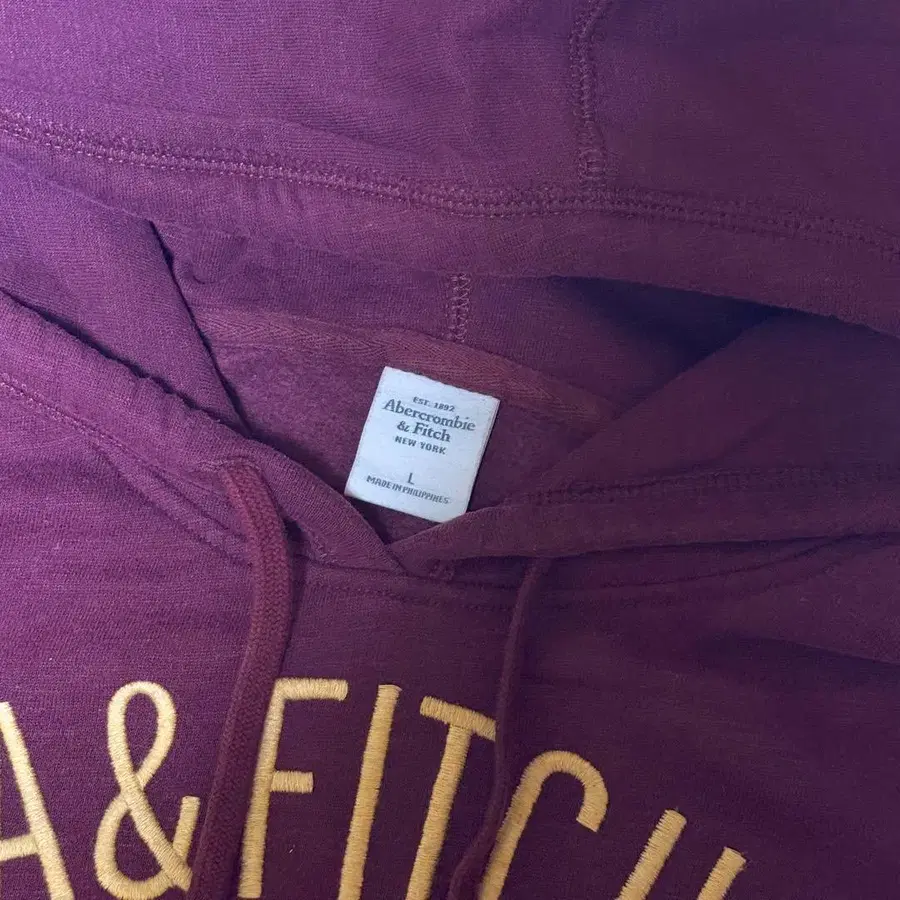 EST. 1892
Abercrombie
& Fitch
NEW YORK
L
MADE IN PHILIPPINES
A&FITCH